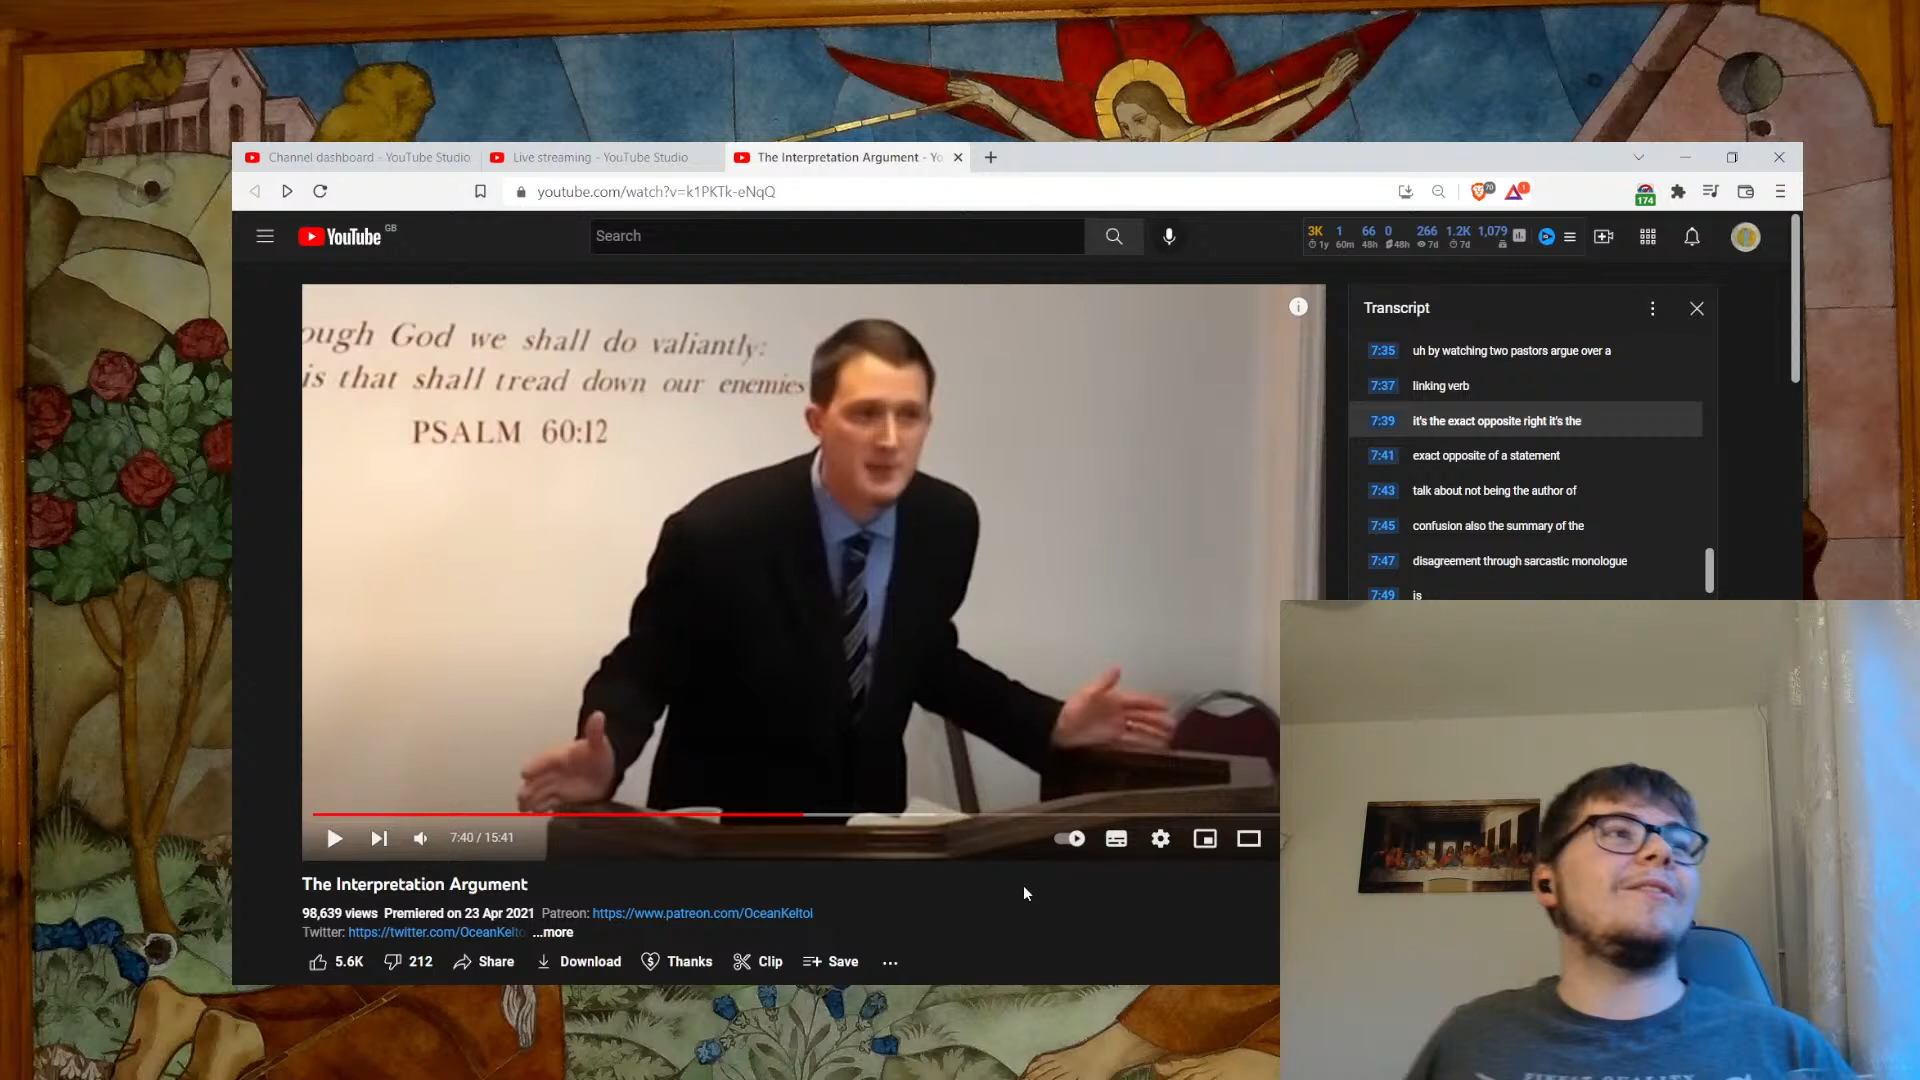 Channel dashboard - YouTube Studio
Live streaming - YouTube Studio
The Interpretation Argument - Yo
youtube.com/watch?v=k1PKTk-eNqQ
70
1
174
YouTube GB
Search
3K 1 66 0 266 1.2K 1,079
1y 60m 48h 48h 7d 7d
ough God we shall do valiantly:
is that shall tread down our enemies
PSALM 60:12
Transcript
7:35 uh by watching two pastors argue over a
7:37 linking verb
7:39 it's the exact opposite right it's the
7:41 exact opposite of a statement
7:43 talk about not being the author of
7:45 confusion also the summary of the
7:47 disagreement through sarcastic monologue
7:49 is
7:40 / 15:41
The Interpretation Argument
98,639 views Premiered on 23 Apr 2021 Patreon: https://www.patreon.com/OceanKeltoi
Twitter: https://twitter.com/OceanKelto ...more
5.6K 212 Share Download Thanks Clip Save ...